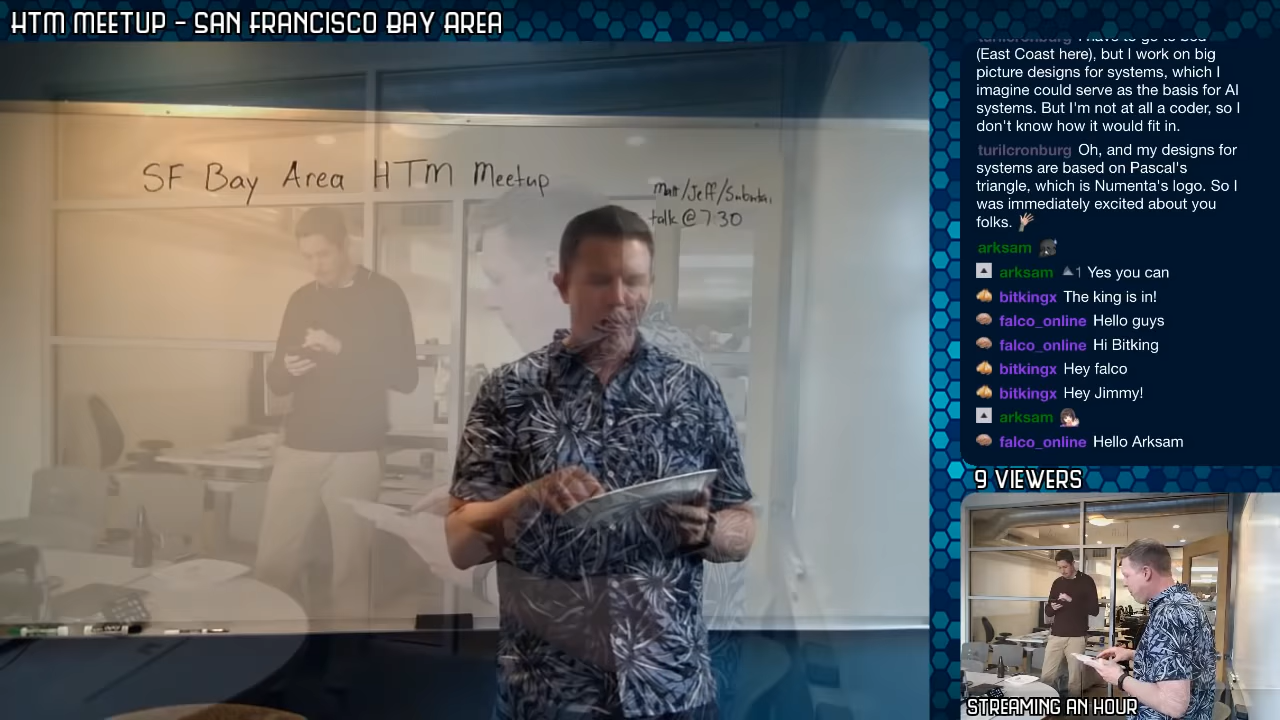 HTM MEETUP - SAN FRANCISCO BAY AREA
SF Bay Area HTM Meetup
Matt/Jeff/Subutai
talk @ 7:30
(East Coast here), but I work on big
picture designs for systems, which I
imagine could serve as the basis for AI
systems. But I'm not at all a coder, so I
don't know how it would fit in.
turilcronburg Oh, and my designs for
systems are based on Pascal's
triangle, which is Numenta's logo. So I
was immediately excited about you
folks.
arksam
arksam 1 Yes you can
bitkingx The king is in!
falco_online Hello guys
falco_online Hi Bitking
bitkingx Hey falco
bitkingx Hey Jimmy!
arksam
falco_online Hello Arksam
9 VIEWERS
STREAMING AN HOUR